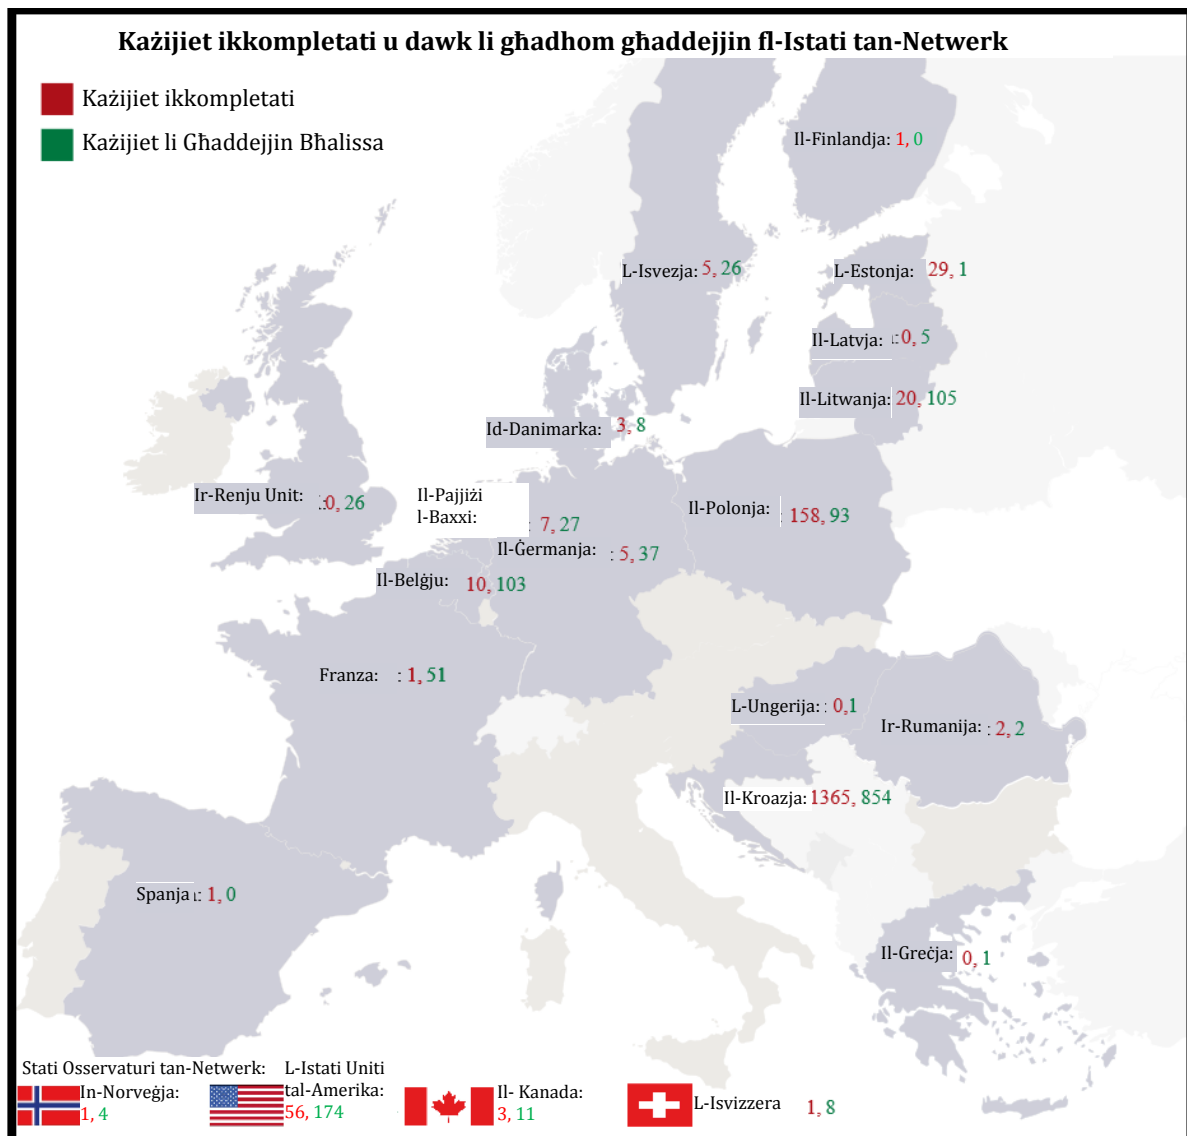 Każijiet ikkompletati u dawk li għadhom għaddejjin fl-Istati tan-Netwerk
Każijiet ikkompletati
Każijiet li Għaddejjin Bħalissa
Il-Finlandja: 1, 0
L-Isvezja: 5, 26
L-Estonja: 29, 1
Il-Latvja: 0, 5
Il-Litwanja: 20, 105
Id-Danimarka: 3, 8
Ir-Renju Unit: 0, 26
Il-Pajjiżi
l-Baxxi: : 7, 27
Il-Polonja: : 158, 93
Il-Ġermanja: : 5, 37
Il-Belġju: 10, 103
Franza: : 1, 51
L-Ungerija: : 0,1
Ir-Rumanija: : 2, 2
Il-Kroazja: 1365, 854
Spanja : 1, 0
Il-Greċja: 0, 1
Stati Osservaturi tan-Netwerk:
In-Norveġja:
1, 4
L-Istati Uniti
tal-Amerika:
56, 174
Il- Kanada:
3, 11
L-Isvizzera 1, 8